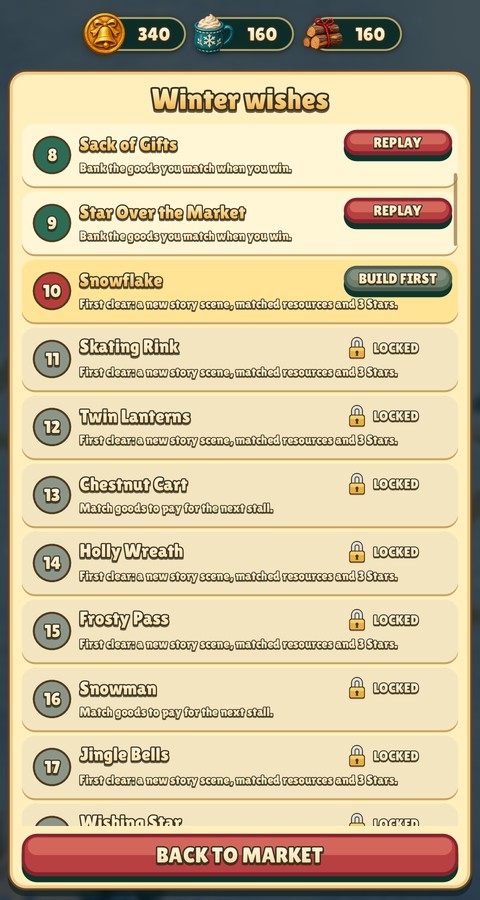 340
160
160
Winter wishes
8
Sack of Gifts
REPLAY
Bank the goods you match when you win.
9
Star Over the Market
REPLAY
Bank the goods you match when you win.
10
Snowflake
BUILD FIRST
First clear: a new story scene, matched resources and 3 Stars.
11
Skating Rink
LOCKED
First clear: a new story scene, matched resources and 3 Stars.
12
Twin Lanterns
LOCKED
First clear: a new story scene, matched resources and 3 Stars.
13
Chestnut Cart
LOCKED
Match goods to pay for the next stall.
14
Holly Wreath
LOCKED
First clear: a new story scene, matched resources and 3 Stars.
15
Frosty Pass
LOCKED
First clear: a new story scene, matched resources and 3 Stars.
16
Snowman
LOCKED
Match goods to pay for the next stall.
17
Jingle Bells
LOCKED
First clear: a new story scene, matched resources and 3 Stars.
Wishing Star
LOCKED
BACK TO MARKET